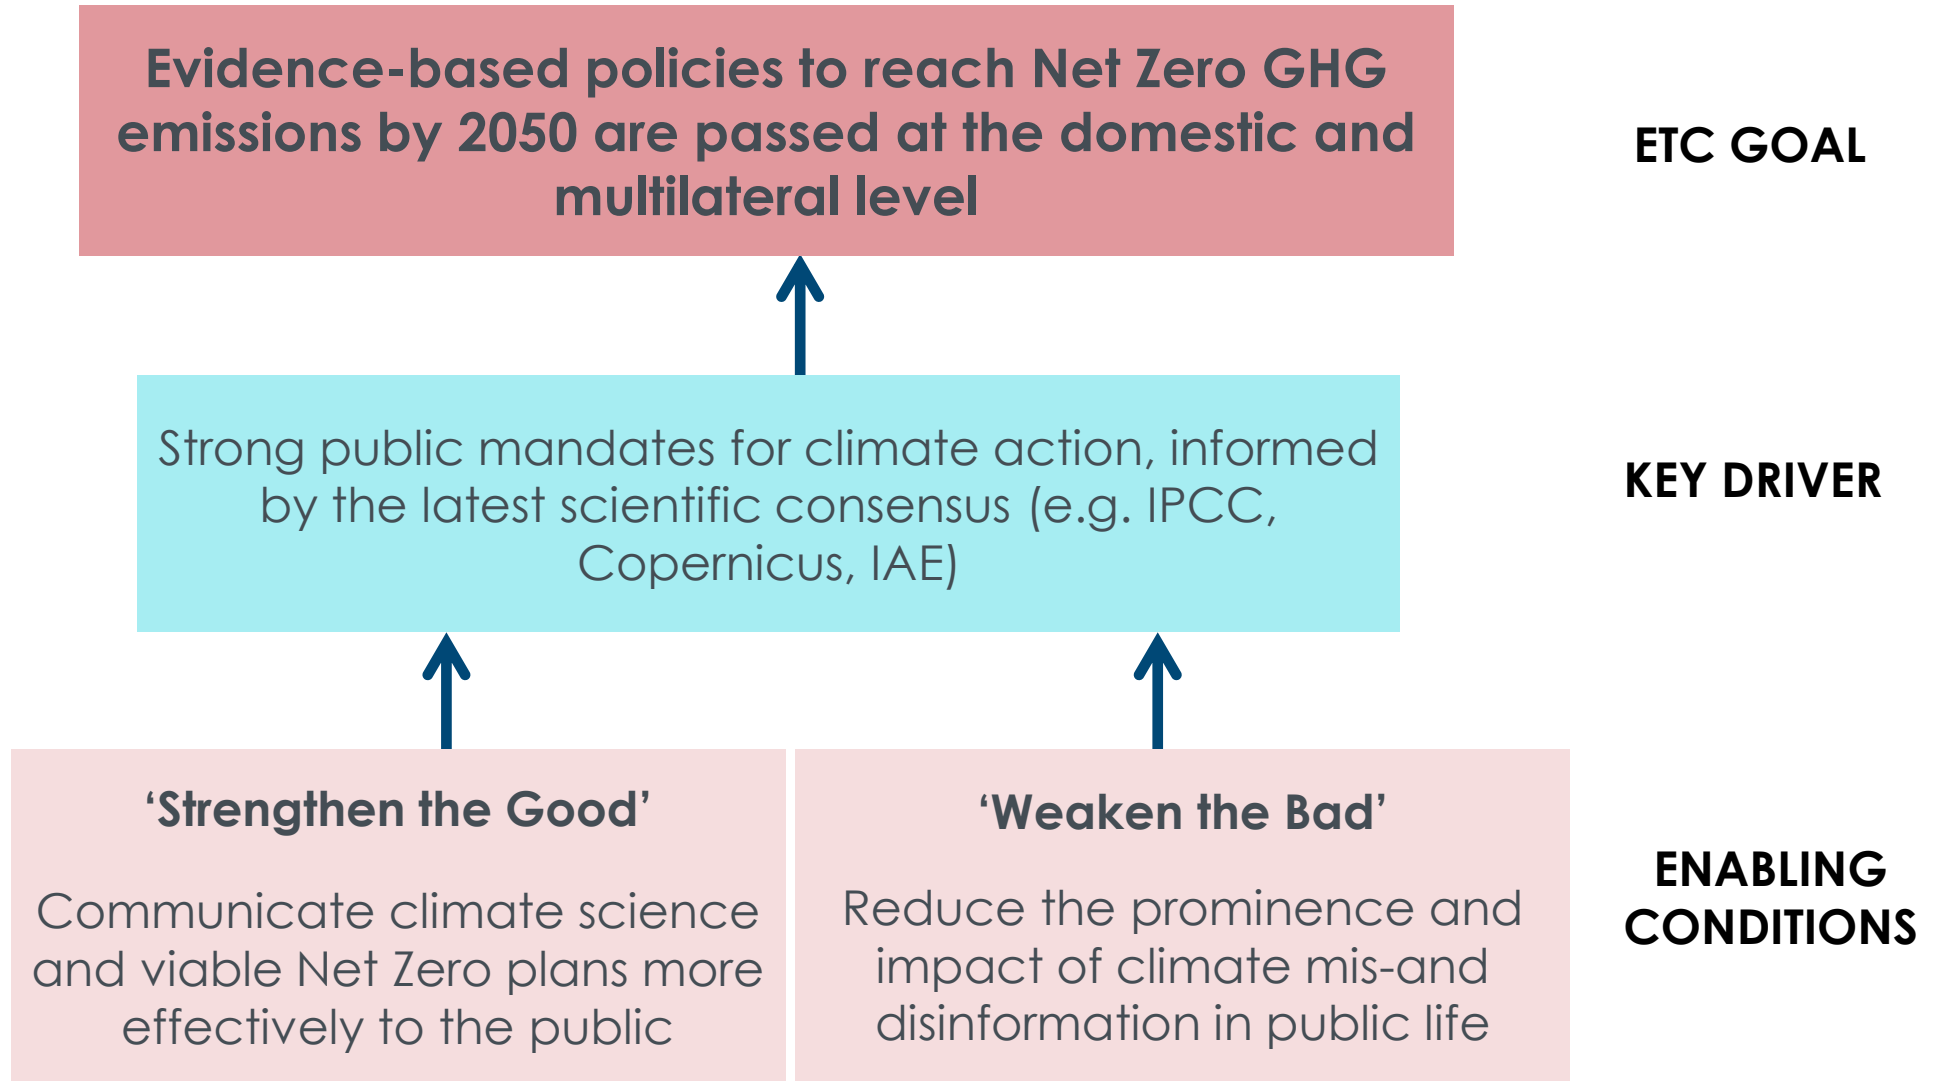 Evidence-based policies to reach Net Zero GHG
emissions by 2050 are passed at the domestic and
multilateral level
ETC GOAL
Strong public mandates for climate action, informed
by the latest scientific consensus (e.g. IPCC,
Copernicus, IAE)
KEY DRIVER
‘Strengthen the Good’
Communicate climate science
and viable Net Zero plans more
effectively to the public
‘Weaken the Bad’
Reduce the prominence and
impact of climate mis-and
disinformation in public life
ENABLING
CONDITIONS